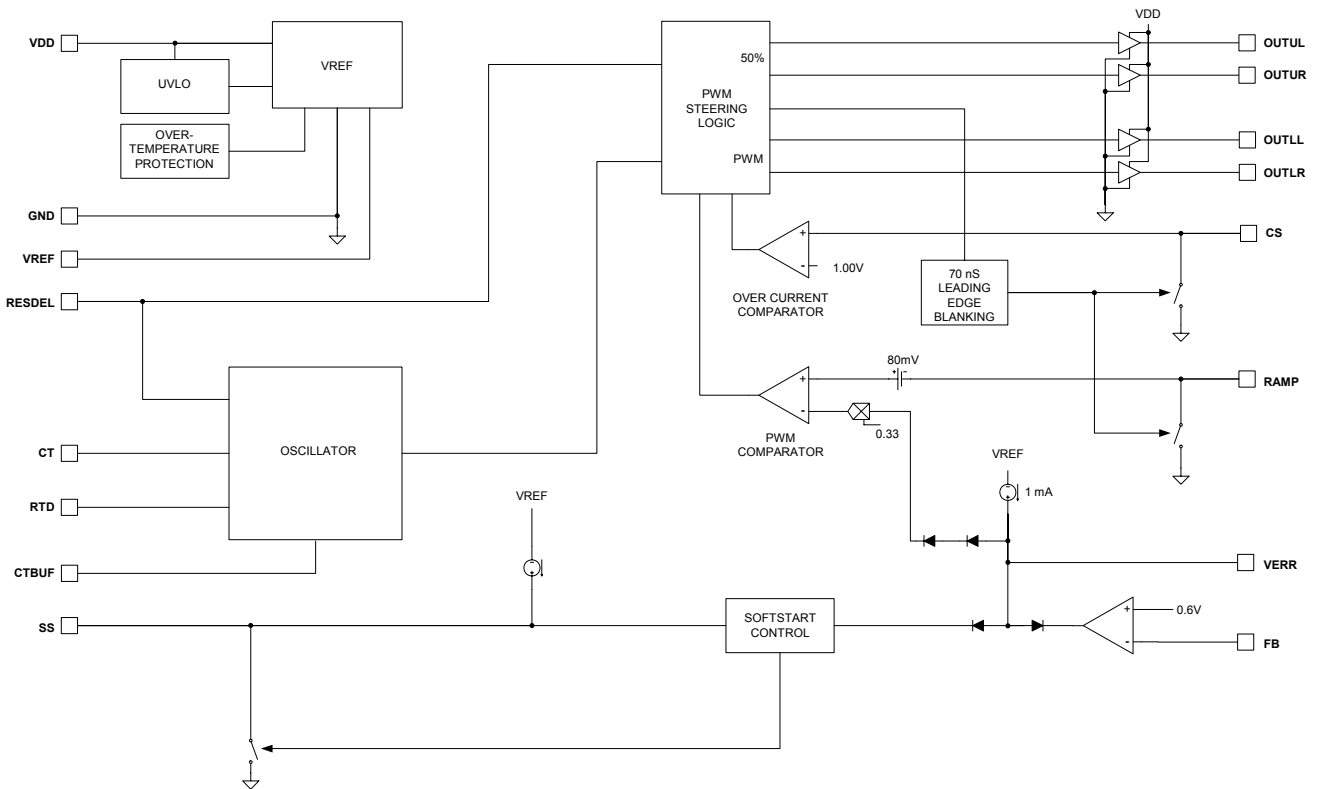 VDD
VREF
UVLO
OVER-
TEMPERATURE
PROTECTION
GND
VREF
RESDEL
OSCILLATOR
CT
RTD
CTBUF
SS
VREF
50%
PWM
STEERING
LOGIC
PWM
VDD
OUTUL
OUTUR
OUTLL
OUTLR
+
-
1.00V
OVER CURRENT
COMPARATOR
CS
70 nS
LEADING
EDGE
BLANKING
80mV
+ -
+
-
0.33
PWM
COMPARATOR
RAMP
VREF
1 mA
VERR
SOFTSTART
CONTROL
+
-
0.6V
FB